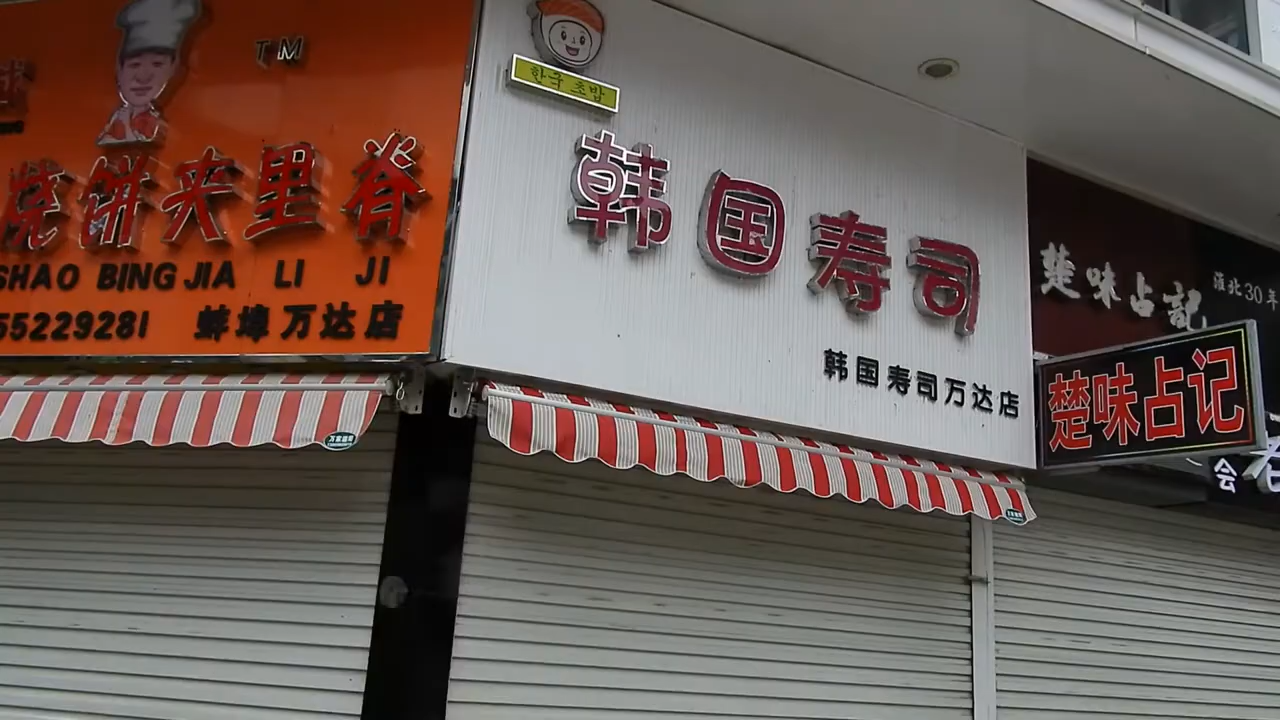 TM
烧饼夹里脊
SHAO BING JIA LI JI
55229281 蚌埠万达店
한국 초밥
韩国寿司
韩国寿司万达店
楚味占記
淮北30年
楚味占记
会